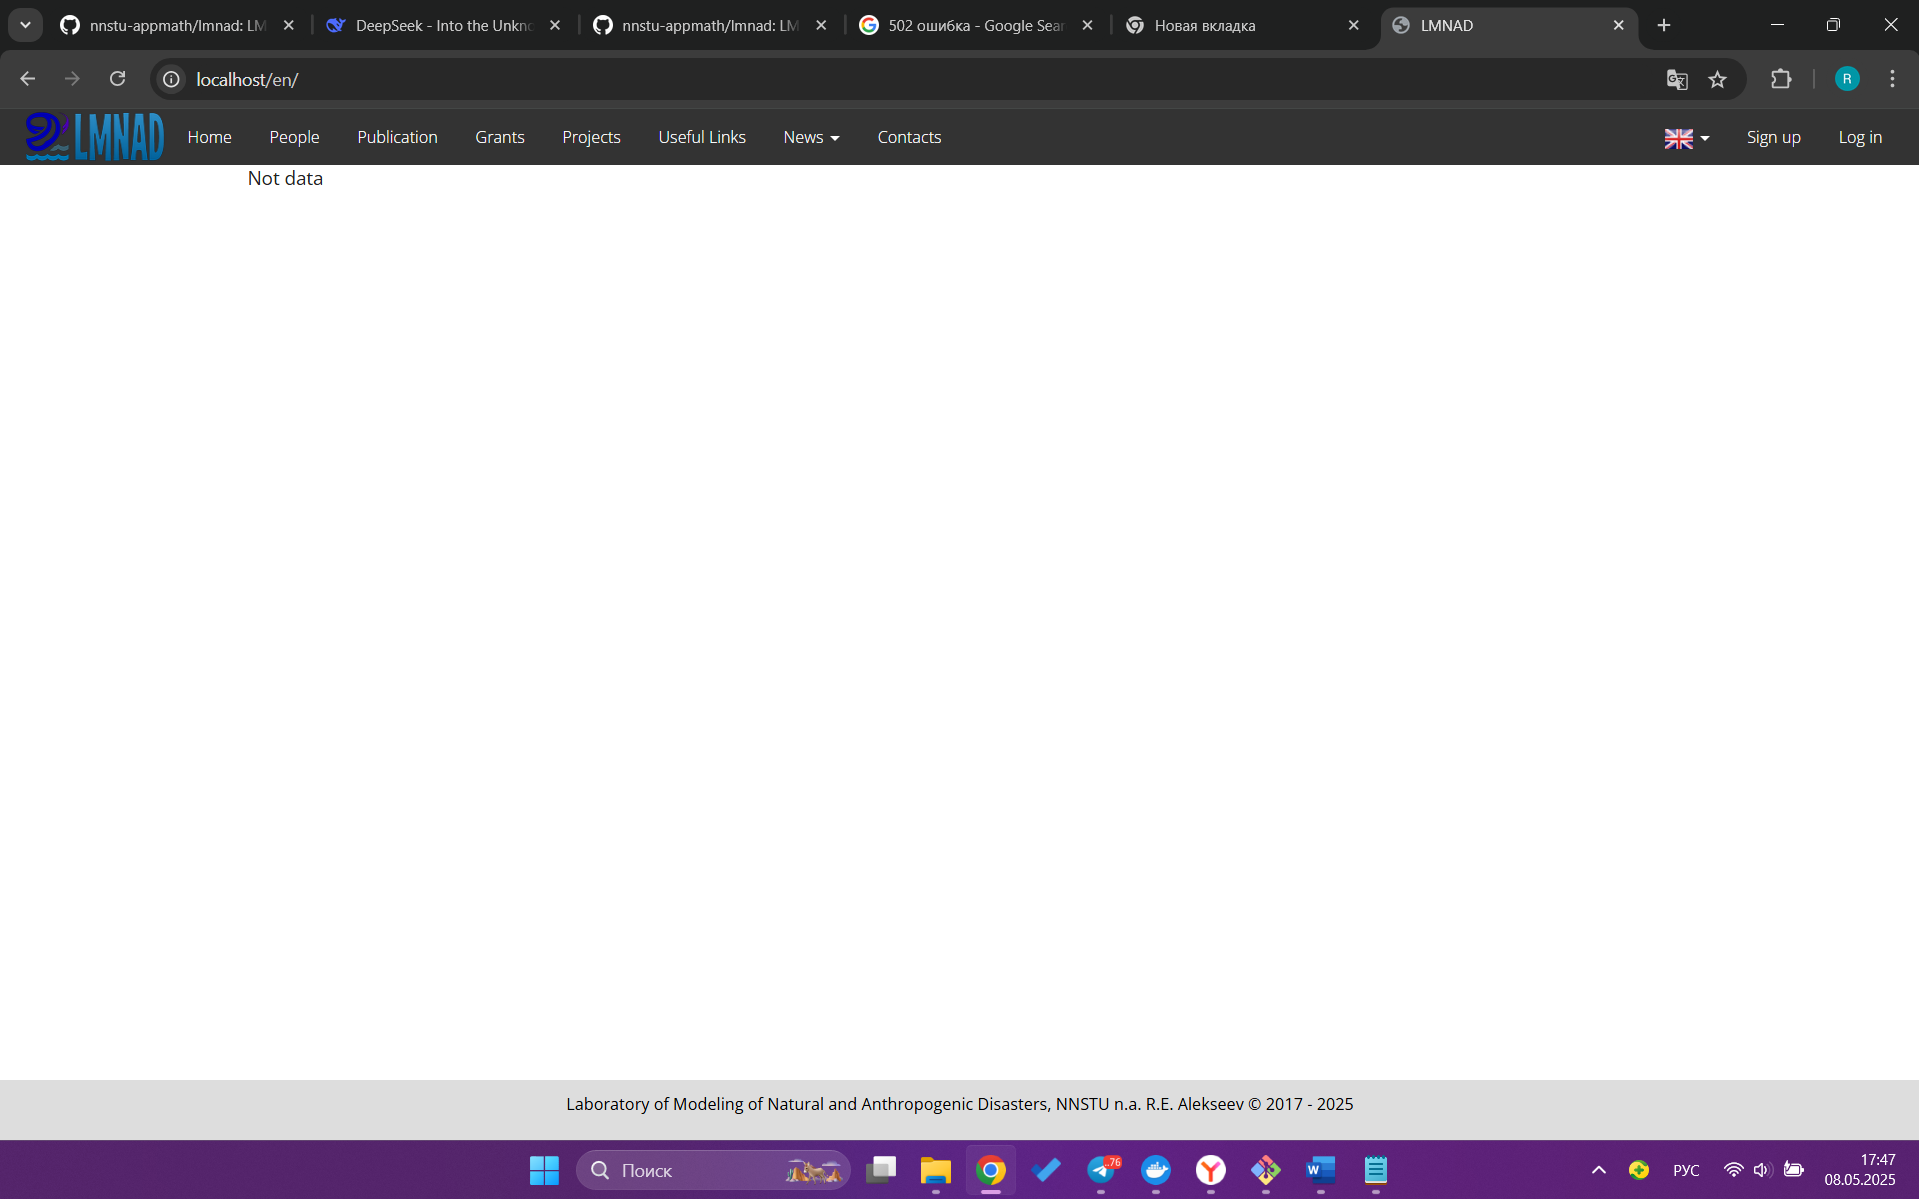 nnstu-appmath/lmnad: LM
DeepSeek - Into the Unkno
nnstu-appmath/lmnad: LM
502 ошибка - Google Sear
Новая вкладка
LMNAD
localhost/en/
R
LMNAD
Home
People
Publication
Grants
Projects
Useful Links
News
Contacts
Sign up
Log in
Not data
Laboratory of Modeling of Natural and Anthropogenic Disasters, NNSTU n.a. R.E. Alekseev © 2017 - 2025
Поиск
..76
РУС
17:47
08.05.2025